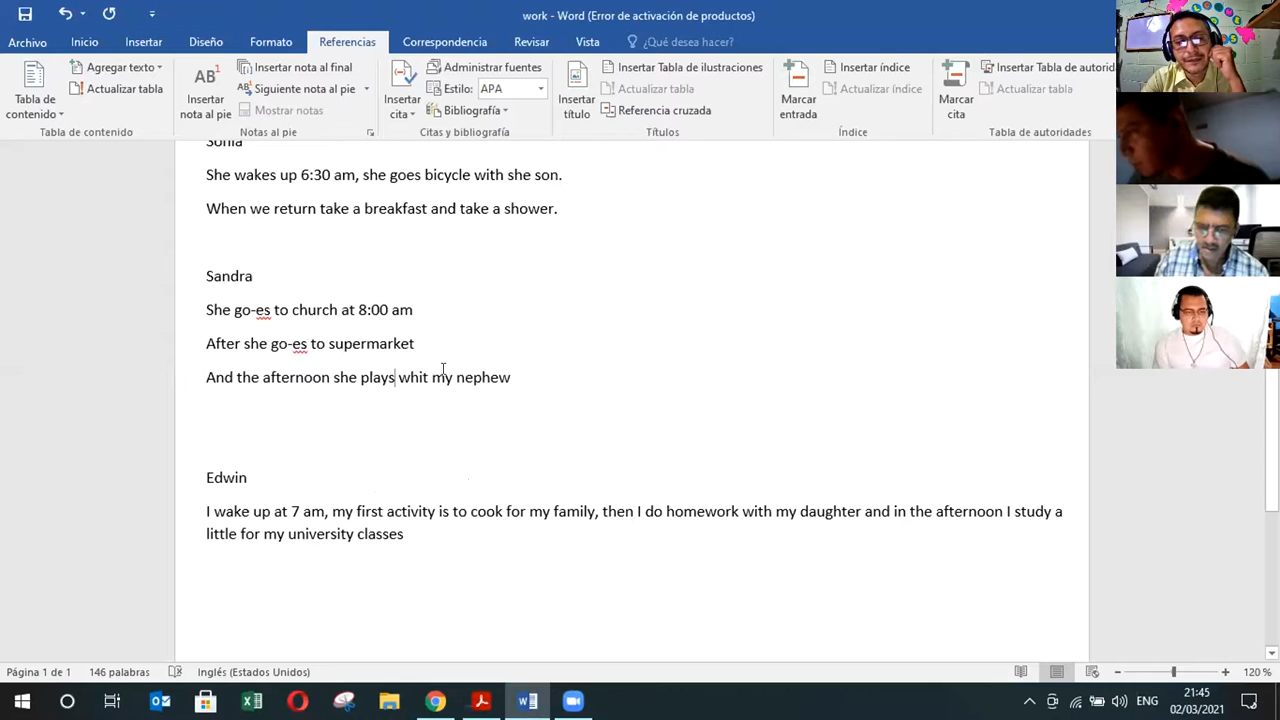 work - Word (Error de activación de productos)
Archivo Inicio Insertar Diseño Formato Referencias Correspondencia Revisar Vista ¿Qué desea hacer?
Tabla de contenido
Agregar texto
Actualizar tabla
Tabla de contenido
AB1
Insertar nota al pie
Insertar nota al final
Siguiente nota al pie
Mostrar notas
Notas al pie
Insertar cita
Administrar fuentes
Estilo: APA
Bibliografía
Citas y bibliografía
Insertar título
Insertar Tabla de ilustraciones
Actualizar tabla
Referencia cruzada
Títulos
Marcar entrada
Insertar índice
Actualizar índice
Índice
Marcar cita
Insertar Tabla de autorida
Actualizar tabla
Tabla de autoridades
Sonia
She wakes up 6:30 am, she goes bicycle with she son.
When we return take a breakfast and take a shower.
Sandra
She go-es to church at 8:00 am
After she go-es to supermarket
And the afternoon she plays whit my nephew
Edwin
I wake up at 7 am, my first activity is to cook for my family, then I do homework with my daughter and in the afternoon I study a
little for my university classes
Página 1 de 1 146 palabras Inglés (Estados Unidos) 120 %
ENG 21:45
02/03/2021